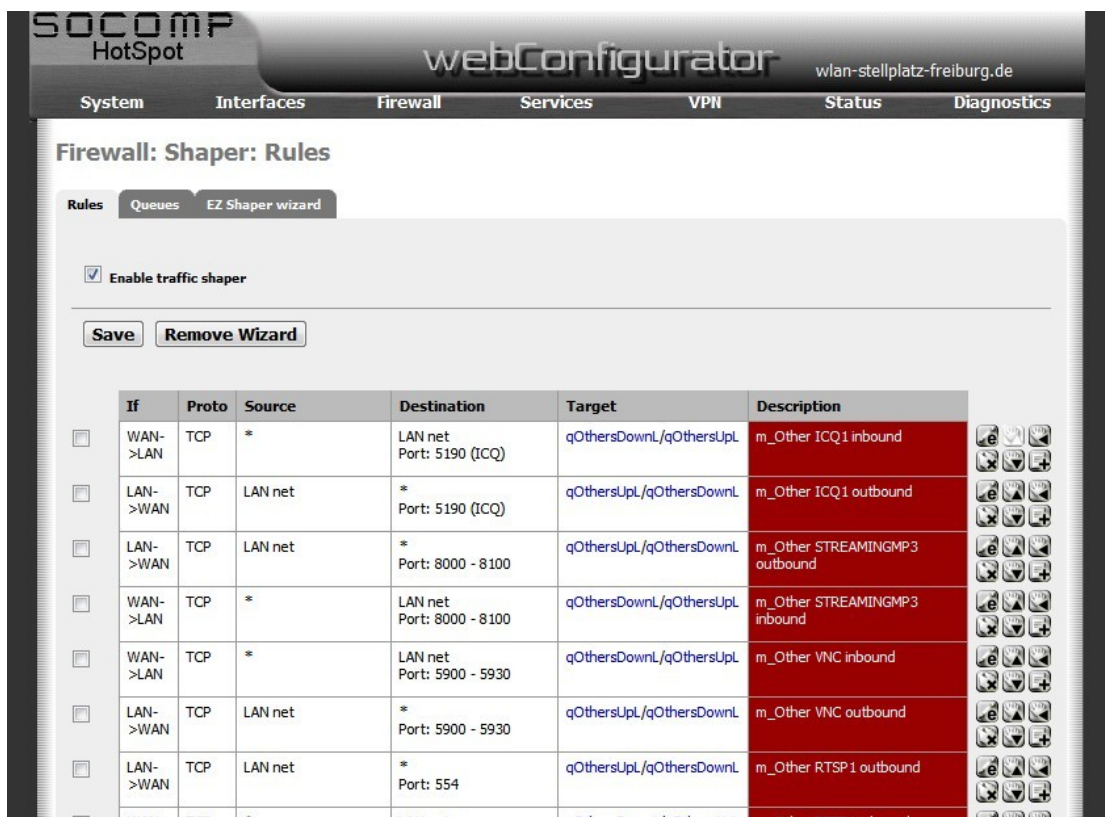 SOCOMP
HotSpot
webConfigurator
wlan-stellplatz-freiburg.de
System Interfaces Firewall Services VPN Status Diagnostics
Firewall: Shaper: Rules
Rules Queues EZ Shaper wizard
Enable traffic shaper
Save Remove Wizard
If Proto Source Destination Target Description
WAN- TCP * LAN net qOthersDownL/qOthersUpL m_Other ICQ1 inbound
>LAN Port: 5190 (ICQ)
LAN- TCP LAN net * qOthersUpL/qOthersDownL m_Other ICQ1 outbound
>WAN Port: 5190 (ICQ)
LAN- TCP LAN net * qOthersUpL/qOthersDownL m_Other STREAMINGMP3
>WAN Port: 8000 - 8100 outbound
WAN- TCP * LAN net qOthersDownL/qOthersUpL m_Other STREAMINGMP3
>LAN Port: 8000 - 8100 inbound
WAN- TCP * LAN net qOthersDownL/qOthersUpL m_Other VNC inbound
>LAN Port: 5900 - 5930
LAN- TCP LAN net * qOthersUpL/qOthersDownL m_Other VNC outbound
>WAN Port: 5900 - 5930
LAN- TCP LAN net * qOthersUpL/qOthersDownL m_Other RTSP1 outbound
>WAN Port: 554